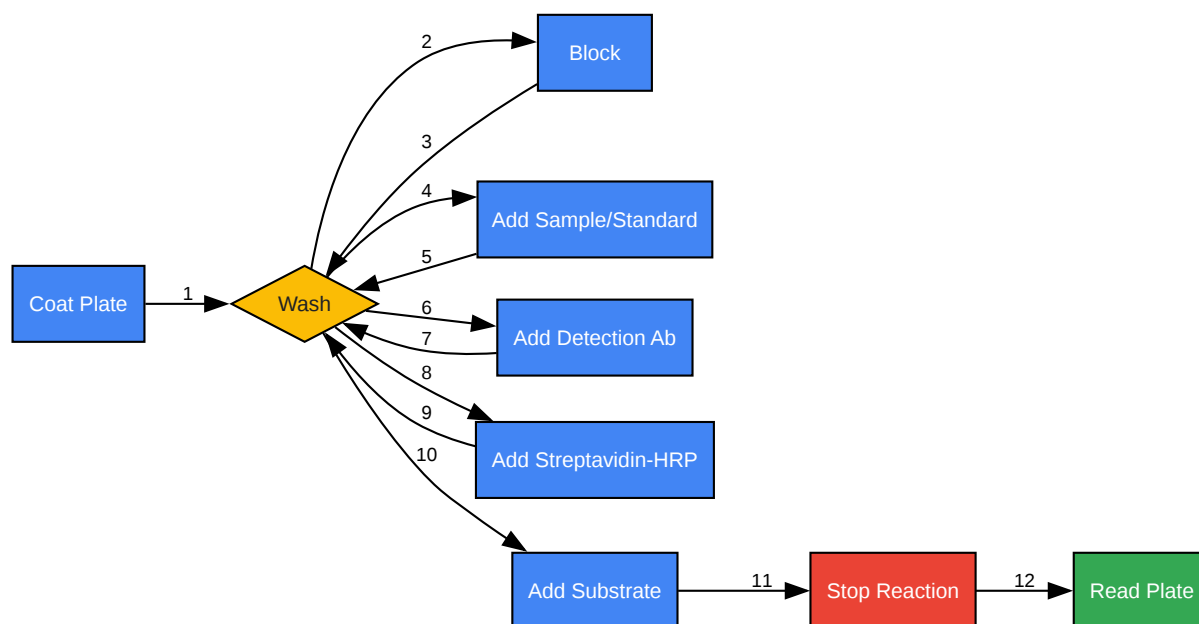 2
Block
3
4
Add Sample/Standard
5
Coat Plate
1
Wash
6
Add Detection Ab
7
8
9
Add Streptavidin-HRP
10
Add Substrate
11
Stop Reaction
12
Read Plate